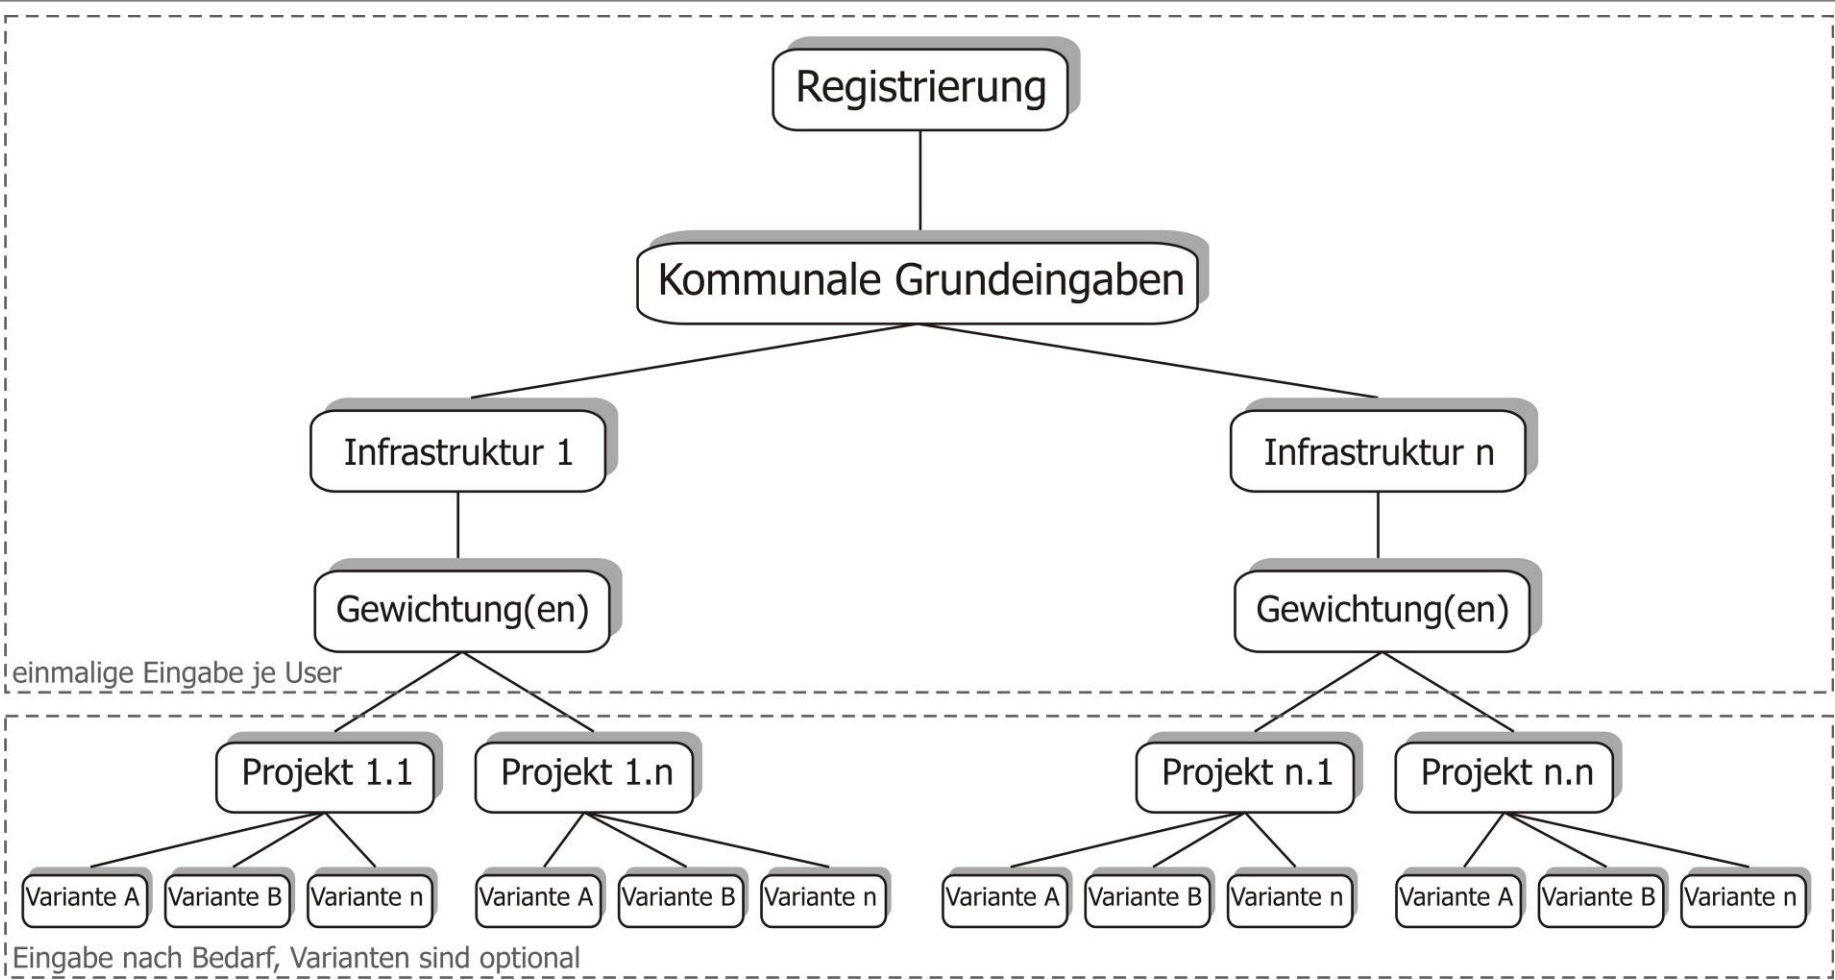 Registrierung
Kommunale Grundeingaben
Infrastruktur 1
Infrastruktur n
Gewichtung(en)
Gewichtung(en)
einmalige Eingabe je User
Projekt 1.1
Projekt 1.n
Projekt n.1
Projekt n.n
Variante A
Variante B
Variante n
Variante A
Variante B
Variante n
Variante A
Variante B
Variante n
Variante A
Variante B
Variante n
Eingabe nach Bedarf, Varianten sind optional